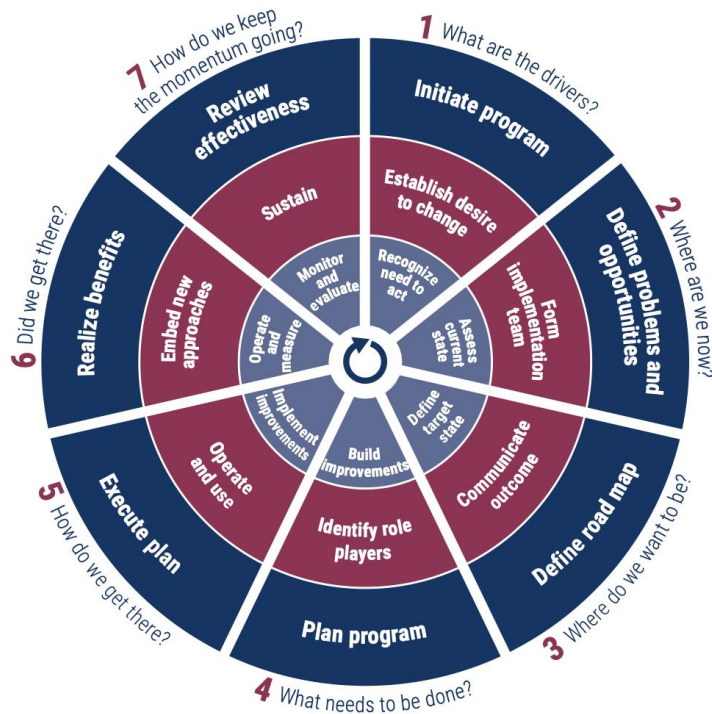 1 What are the drivers?
Initiate program
Establish desire
to change
Recognize
need to
act
2 Where are we now?
Define problems and
opportunities
Form
implementation
team
Assess
current
state
3 Where do we want to be?
Define road map
Communicate
outcome
Define
target
state
4 What needs to be done?
Plan program
Identify role
players
Build
improvements
5 How do we get there?
Execute plan
Operate
and use
Implement
improvements
6 Did we get there?
Realize benefits
Embed new
approaches
Operate
and
measure
7 How do we keep
the momentum going?
Review
effectiveness
Sustain
Monitor
and
evaluate